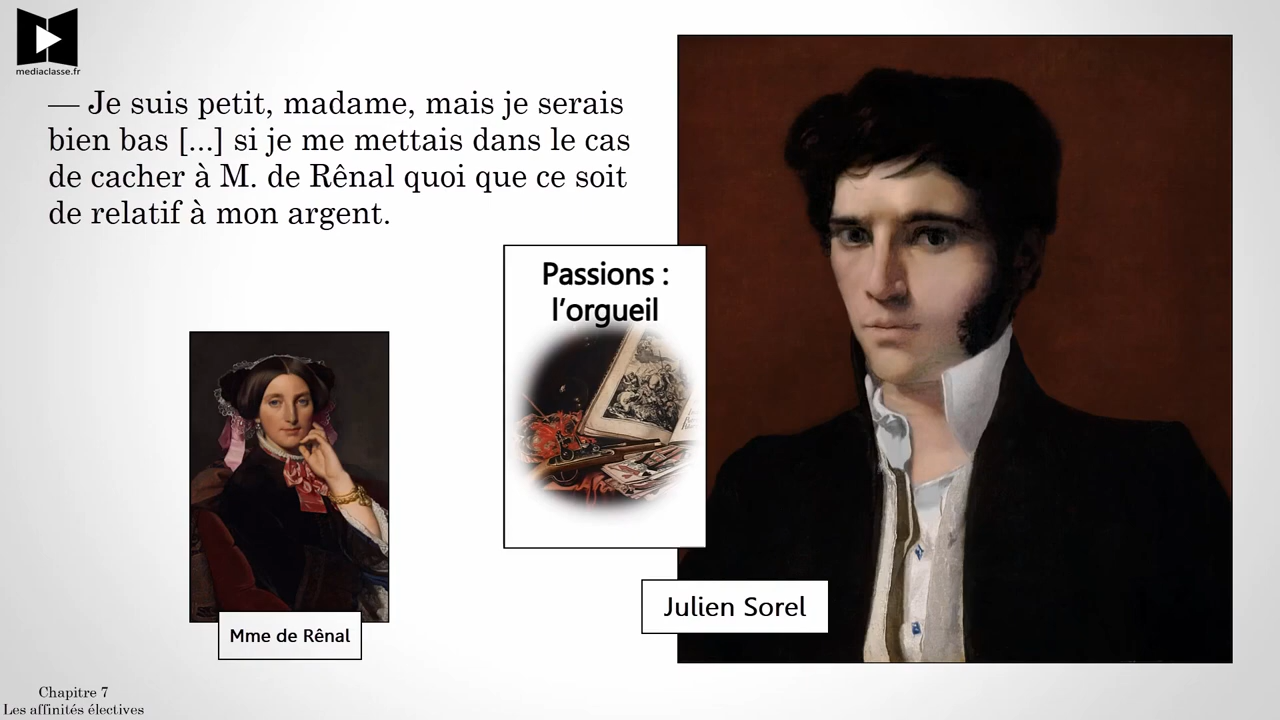 mediaclasse.fr
— Je suis petit, madame, mais je serais
bien bas [...] si je me mettais dans le cas
de cacher à M. de Rênal quoi que ce soit
de relatif à mon argent.
Passions :
l’orgueil
Julien Sorel
Mme de Rênal
Chapitre 7
Les affinités électives